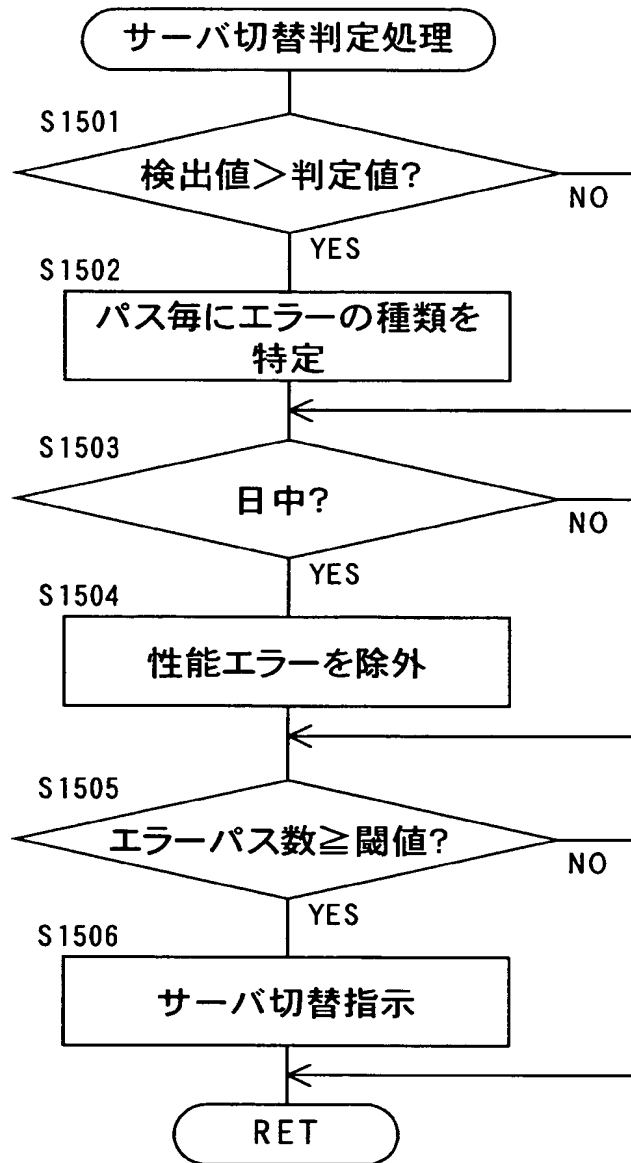 サーバ切替判定処理
S1501
検出値＞判定値?
NO
YES
S1502
パス毎にエラーの種類を
特定
S1503
日中?
NO
YES
S1504
性能エラーを除外
S1505
エラーパス数≧閾値?
NO
YES
S1506
サーバ切替指示
RET